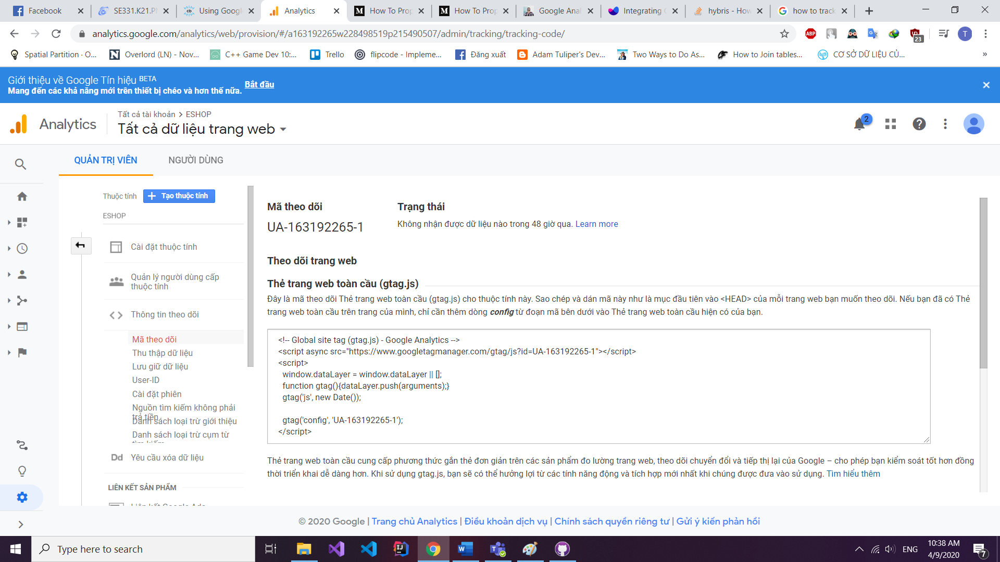 Facebook
SE331.K21.P
Using Googl
Analytics
How To Prop
How To Prop
Google Anal
Integrating
hybris - How
how to track
analytics.google.com/analytics/web/provision/#/a163192265w228498519p215490507/admin/tracking/tracking-code/
ABP
23
T
Spatial Partition · O...
Overlord (LN) - Nov...
C++ Game Dev 10:...
Trello
flipcode - Impleme...
Đăng xuất
Adam Tuliper's Dev...
Two Ways to Do As...
How to Join tables...
CƠ SỞ DỮ LIỆU CỦ...
»
Giới thiệu về Google Tín hiệu BETA
Mang đến các khả năng mới trên thiết bị chéo và hơn thế nữa.
Bắt đầu
Analytics
Tất cả tài khoản > ESHOP
Tất cả dữ liệu trang web
2
QUẢN TRỊ VIÊN
NGƯỜI DÙNG
Thuộc tính
+ Tạo thuộc tính
ESHOP
Cài đặt thuộc tính
Quản lý người dùng cấp
thuộc tính
Thông tin theo dõi
Mã theo dõi
Thu thập dữ liệu
Lưu giữ dữ liệu
User-ID
Cài đặt phiên
Nguồn tìm kiếm không phải
trả tiền
Danh sách loại trừ giới thiệu
Danh sách loại trừ cụm từ
tìm kiếm
Dd Yêu cầu xóa dữ liệu
LIÊN KẾT SẢN PHẨM
Liên kết Google Ads
Mã theo dõi
UA-163192265-1
Trạng thái
Không nhận được dữ liệu nào trong 48 giờ qua. Learn more
Theo dõi trang web
Thẻ trang web toàn cầu (gtag.js)
Đây là mã theo dõi Thẻ trang web toàn cầu (gtag.js) cho thuộc tính này. Sao chép và dán mã này như là mục đầu tiên vào <HEAD> của mỗi trang web bạn muốn theo dõi. Nếu bạn đã có Thẻ
trang web toàn cầu trên trang của mình, chỉ cần thêm dòng config từ đoạn mã bên dưới vào Thẻ trang web toàn cầu hiện có của bạn.
<!-- Global site tag (gtag.js) - Google Analytics -->
<script async src="https://www.googletagmanager.com/gtag/js?id=UA-163192265-1"></script>
<script>
window.dataLayer = window.dataLayer || [];
function gtag(){dataLayer.push(arguments);}
gtag('js', new Date());
gtag('config', 'UA-163192265-1');
</script>
Thẻ trang web toàn cầu cung cấp phương thức gắn thẻ đơn giản trên các sản phẩm đo lường trang web, theo dõi chuyển đổi và tiếp thị lại của Google – cho phép bạn kiểm soát tốt hơn đồng
thời triển khai dễ dàng hơn. Khi sử dụng gtag.js, bạn sẽ có thể hưởng lợi từ các tính năng động và tích hợp mới nhất khi chúng được đưa vào sử dụng. Tìm hiểu thêm
© 2020 Google | Trang chủ Analytics | Điều khoản dịch vụ | Chính sách quyền riêng tư | Gửi ý kiến phản hồi
Type here to search
ENG
10:38 AM
4/9/2020
7